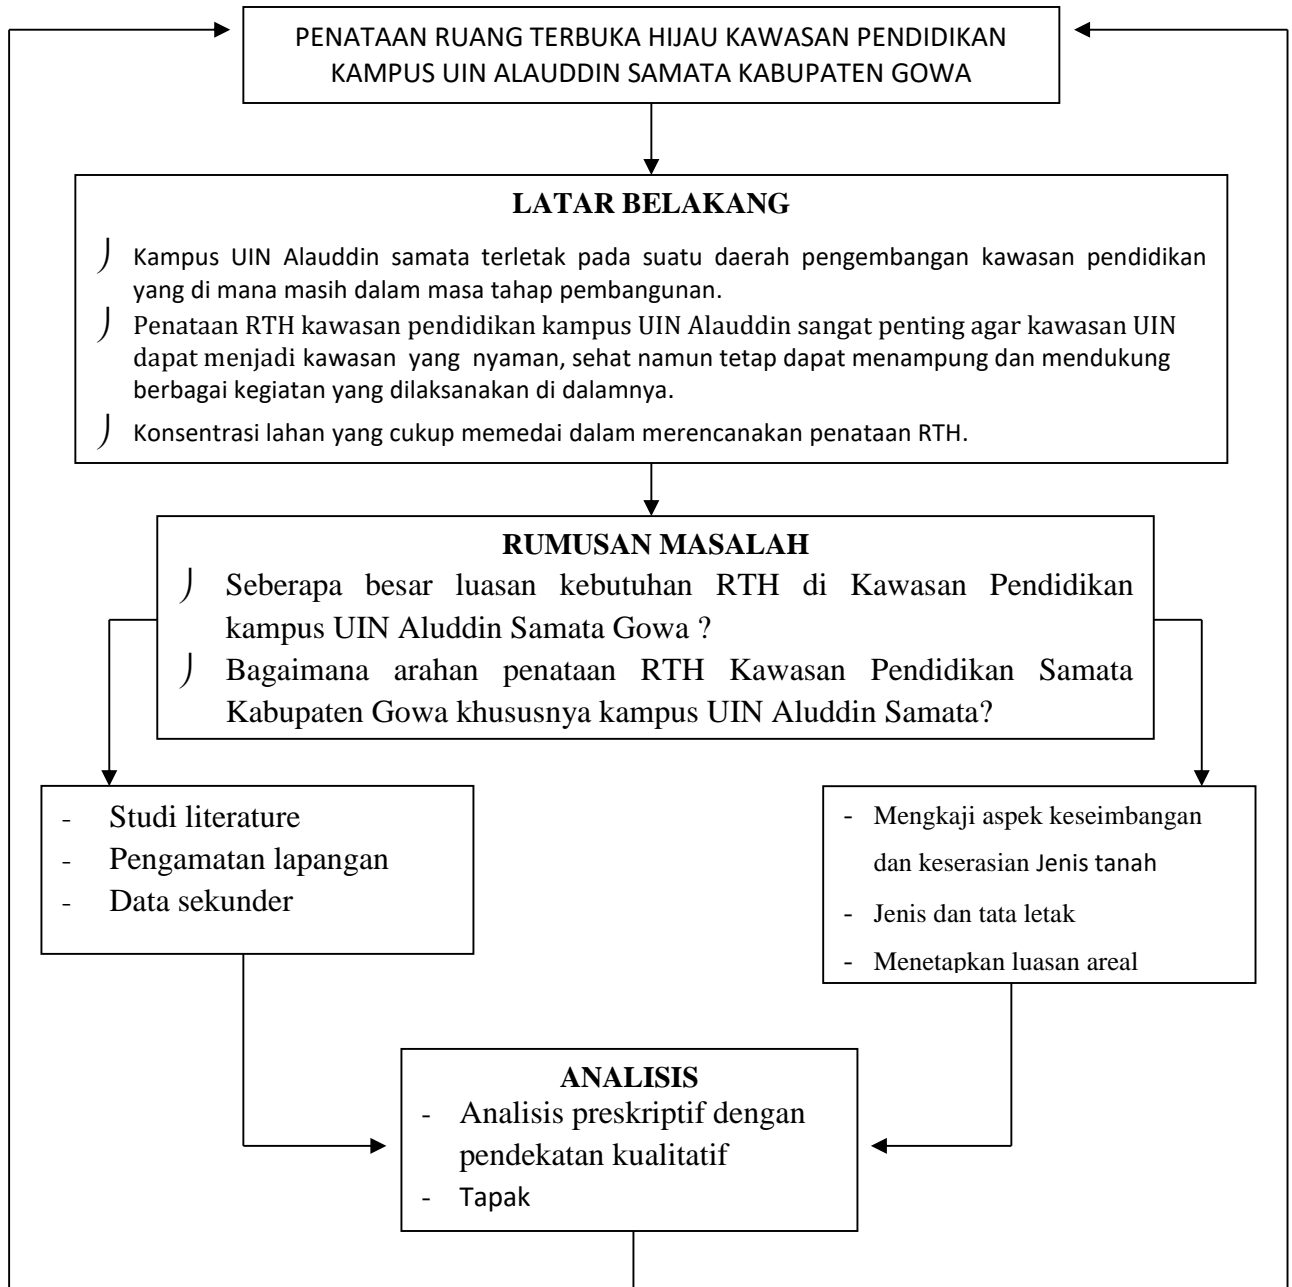 PENATAAN RUANG TERBUKA HIJAU KAWASAN PENDIDIKAN
KAMPUS UIN ALAUDDIN SAMATA KABUPATEN GOWA
LATAR BELAKANG
Kampus UIN Alauddin samata terletak pada suatu daerah pengembangan kawasan pendidikan
yang di mana masih dalam masa tahap pembangunan.
Penataan RTH kawasan pendidikan kampus UIN Alauddin sangat penting agar kawasan UIN
dapat menjadi kawasan yang nyaman, sehat namun tetap dapat menampung dan mendukung
berbagai kegiatan yang dilaksanakan di dalamnya.
Konsentrasi lahan yang cukup memedai dalam merencanakan penataan RTH.
RUMUSAN MASALAH
Seberapa besar luasan kebutuhan RTH di Kawasan Pendidikan
kampus UIN Aluddin Samata Gowa ?
Bagaimana arahan penataan RTH Kawasan Pendidikan Samata
Kabupaten Gowa khususnya kampus UIN Aluddin Samata?
- Studi literature
- Pengamatan lapangan
- Data sekunder
- Mengkaji aspek keseimbangan
dan keserasian Jenis tanah
- Jenis dan tata letak
- Menetapkan luasan areal
ANALISIS
- Analisis preskriptif dengan
pendekatan kualitatif
- Tapak